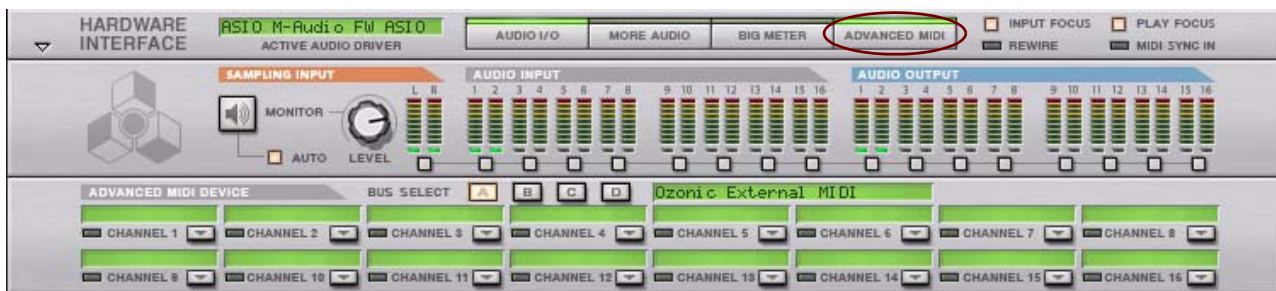 HARDWARE INTERFACE
ASIO M-Audio FW ASIO
ACTIVE AUDIO DRIVER
AUDIO I/O
MORE AUDIO
BIG METER
ADVANCED MIDI
INPUT FOCUS
PLAY FOCUS
REWIRE
MIDI SYNC IN
SAMPLING INPUT
MONITOR
AUTO
LEVEL
L R
AUDIO INPUT
1 2 3 4 5 6 7 8 9 10 11 12 13 14 15 16
AUDIO OUTPUT
1 2 3 4 5 6 7 8 9 10 11 12 13 14 15 16
ADVANCED MIDI DEVICE
BUS SELECT A B C D
Ozonic External MIDI
CHANNEL 1 CHANNEL 2 CHANNEL 3 CHANNEL 4 CHANNEL 5 CHANNEL 6 CHANNEL 7 CHANNEL 8
CHANNEL 9 CHANNEL 10 CHANNEL 11 CHANNEL 12 CHANNEL 13 CHANNEL 14 CHANNEL 15 CHANNEL 16